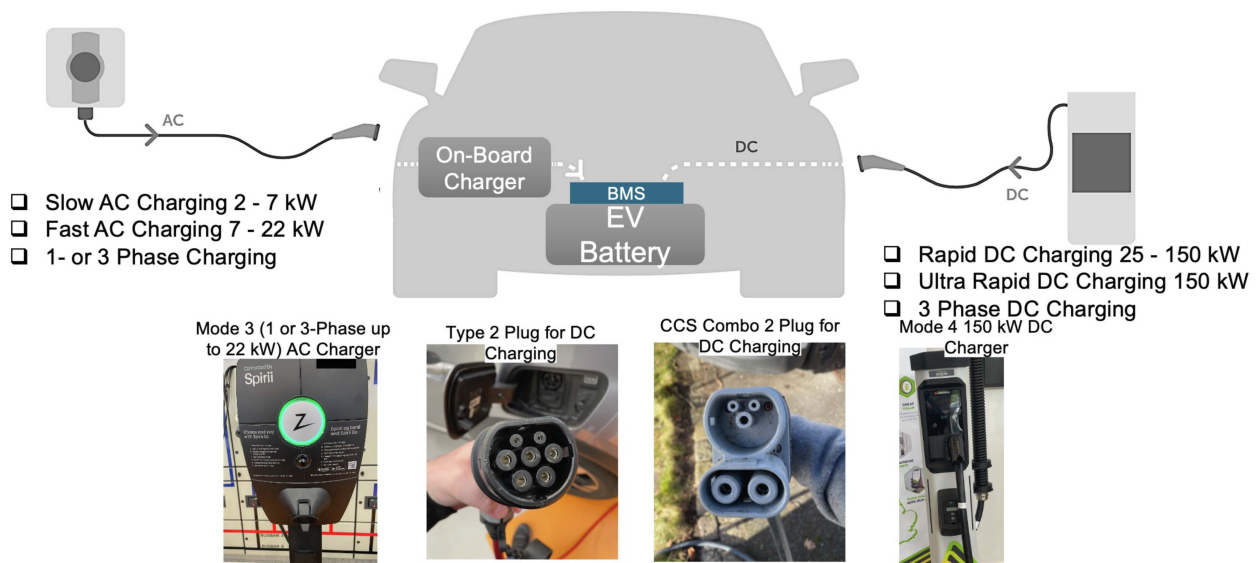 AC
On-Board
Charger
DC
BMS
EV
Battery
DC
❑ Slow AC Charging 2 - 7 kW
❑ Fast AC Charging 7 - 22 kW
❑ 1- or 3 Phase Charging
❑ Rapid DC Charging 25 - 150 kW
❑ Ultra Rapid DC Charging 150 kW
❑ 3 Phase DC Charging
Mode 3 (1 or 3-Phase up
to 22 kW) AC Charger
Type 2 Plug for DC
Charging
CCS Combo 2 Plug for
DC Charging
Mode 4 150 kW DC
Charger
Connected by
Spirii
Z
BUSBAR A